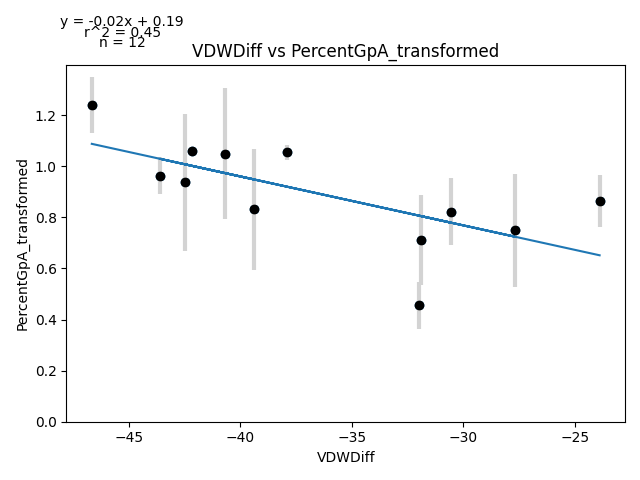 y = -0.02x + 0.19
r^2 = 0.45
n = 12
VDWDiff vs PercentGpA_transformed
PercentGpA_transformed
1.2
1.0
0.8
0.6
0.4
0.2
0.0
−45
−40
−35
−30
−25
VDWDiff